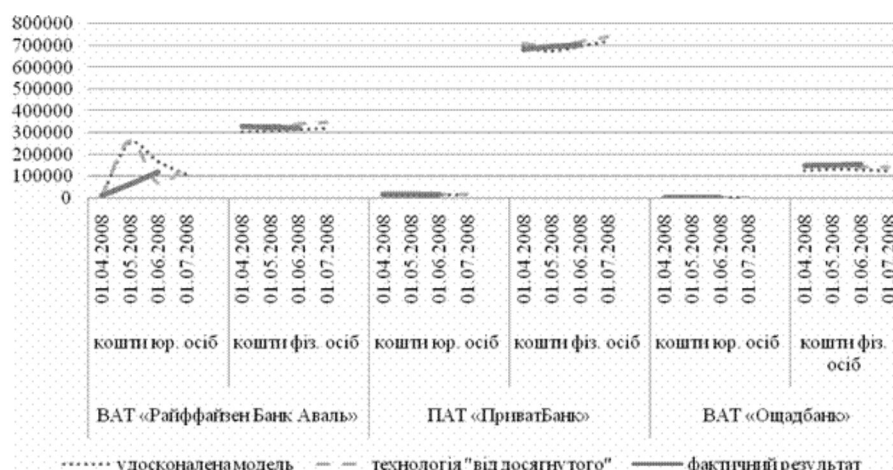 800000
700000
600000
500000
400000
300000
200000
100000
0
01.04.2008
01.05.2008
01.06.2008
01.07.2008
01.04.2008
01.05.2008
01.06.2008
01.07.2008
01.04.2008
01.05.2008
01.06.2008
01.07.2008
01.04.2008
01.05.2008
01.06.2008
01.07.2008
01.04.2008
01.05.2008
01.06.2008
01.07.2008
01.04.2008
01.05.2008
01.06.2008
01.07.2008
кошти юр. осіб
кошти фіз. осіб
кошти юр. осіб
кошти фіз. осіб
кошти юр. осіб
кошти фіз.
осіб
ВАТ «Райффайзен Банк Аваль»
ПАТ «ПриватБанк»
ВАТ «Ощадбанк»
удосконалена модель
технологія "від досягнутого"
фактичний результат